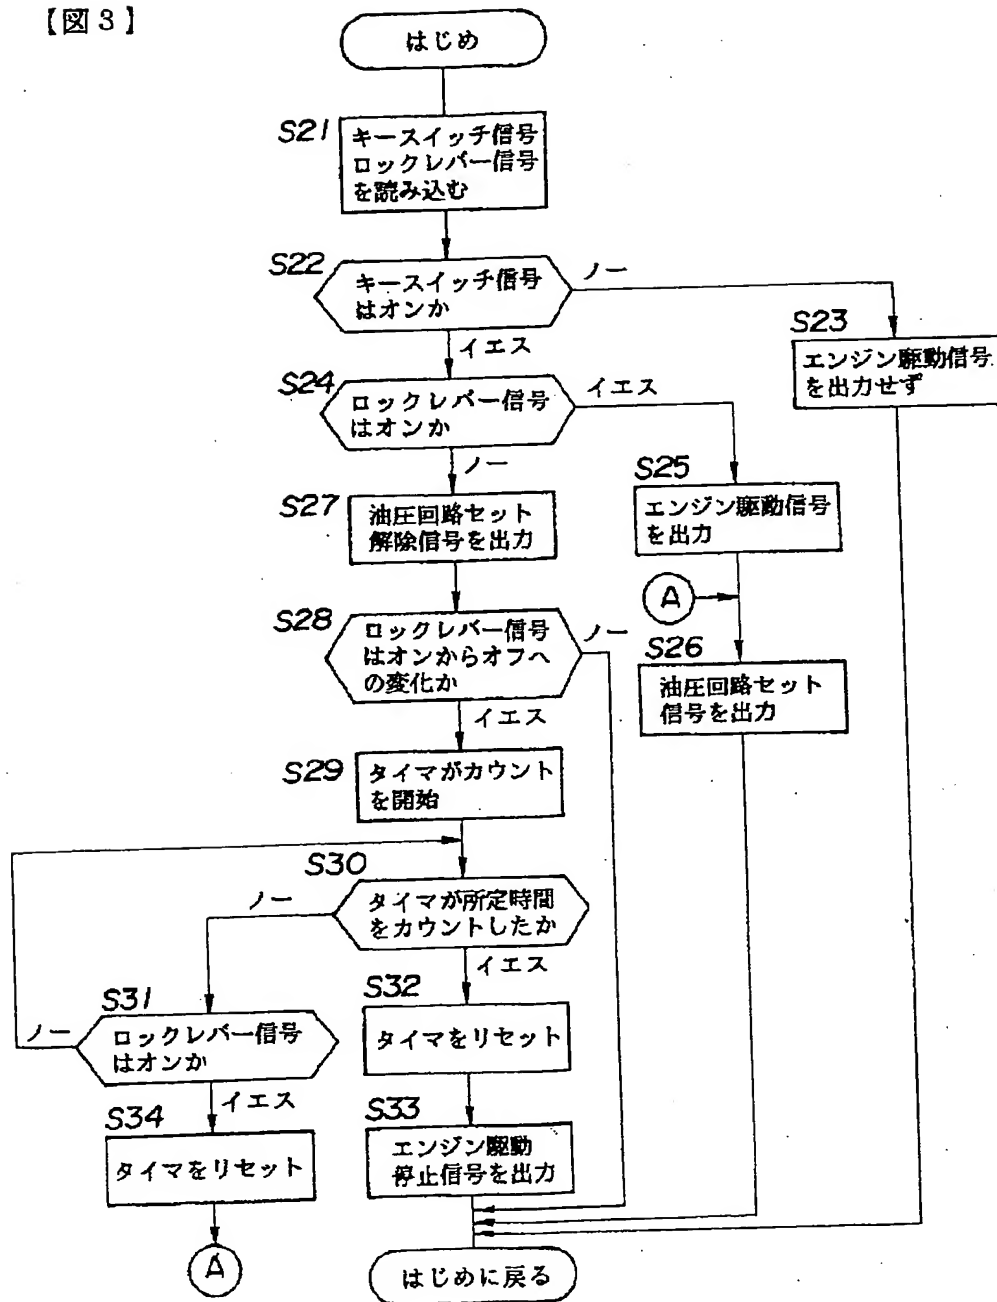 【図3】
はじめ
S21
キースイッチ信号
ロックレバー信号
を読み込む
S22
キースイッチ信号
はオンか
ノー
イエス
S23
エンジン駆動信号
を出力せず
S24
ロックレバー信号
はオンか
イエス
ノー
S25
エンジン駆動信号
を出力
A
S26
油圧回路セット
信号を出力
S27
油圧回路セット
解除信号を出力
S28
ロックレバー信号
はオンからオフへ
の変化か
ノー
イエス
S29
タイマがカウント
を開始
S30
タイマが所定時間
をカウントしたか
ノー
イエス
S31
ロックレバー信号
はオンか
ノー
イエス
S32
タイマをリセット
S33
エンジン駆動
停止信号を出力
S34
タイマをリセット
A
はじめに戻る